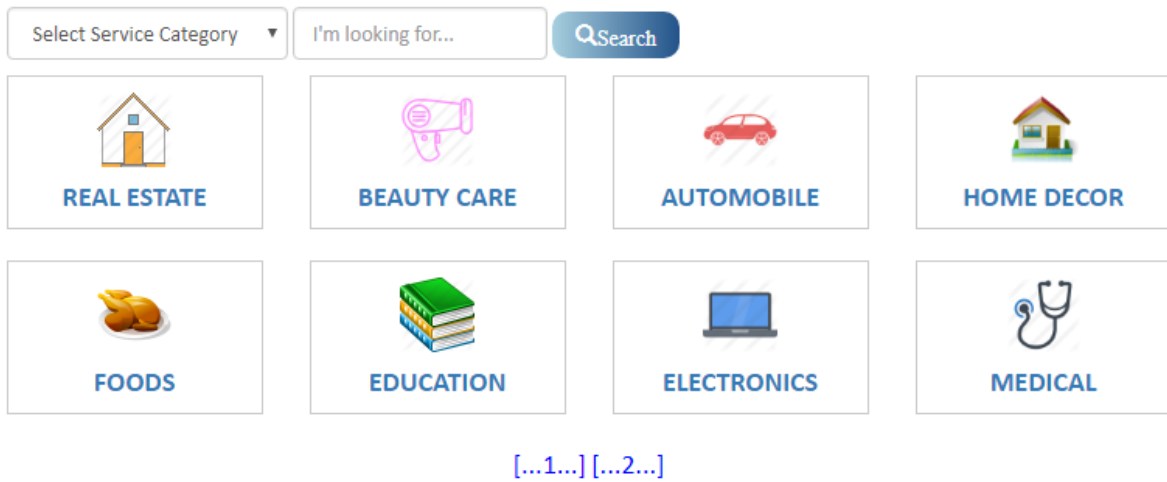 Select Service Category I'm looking for... Search
REAL ESTATE BEAUTY CARE AUTOMOBILE HOME DECOR
FOODS EDUCATION ELECTRONICS MEDICAL
[...1...] [...2...]